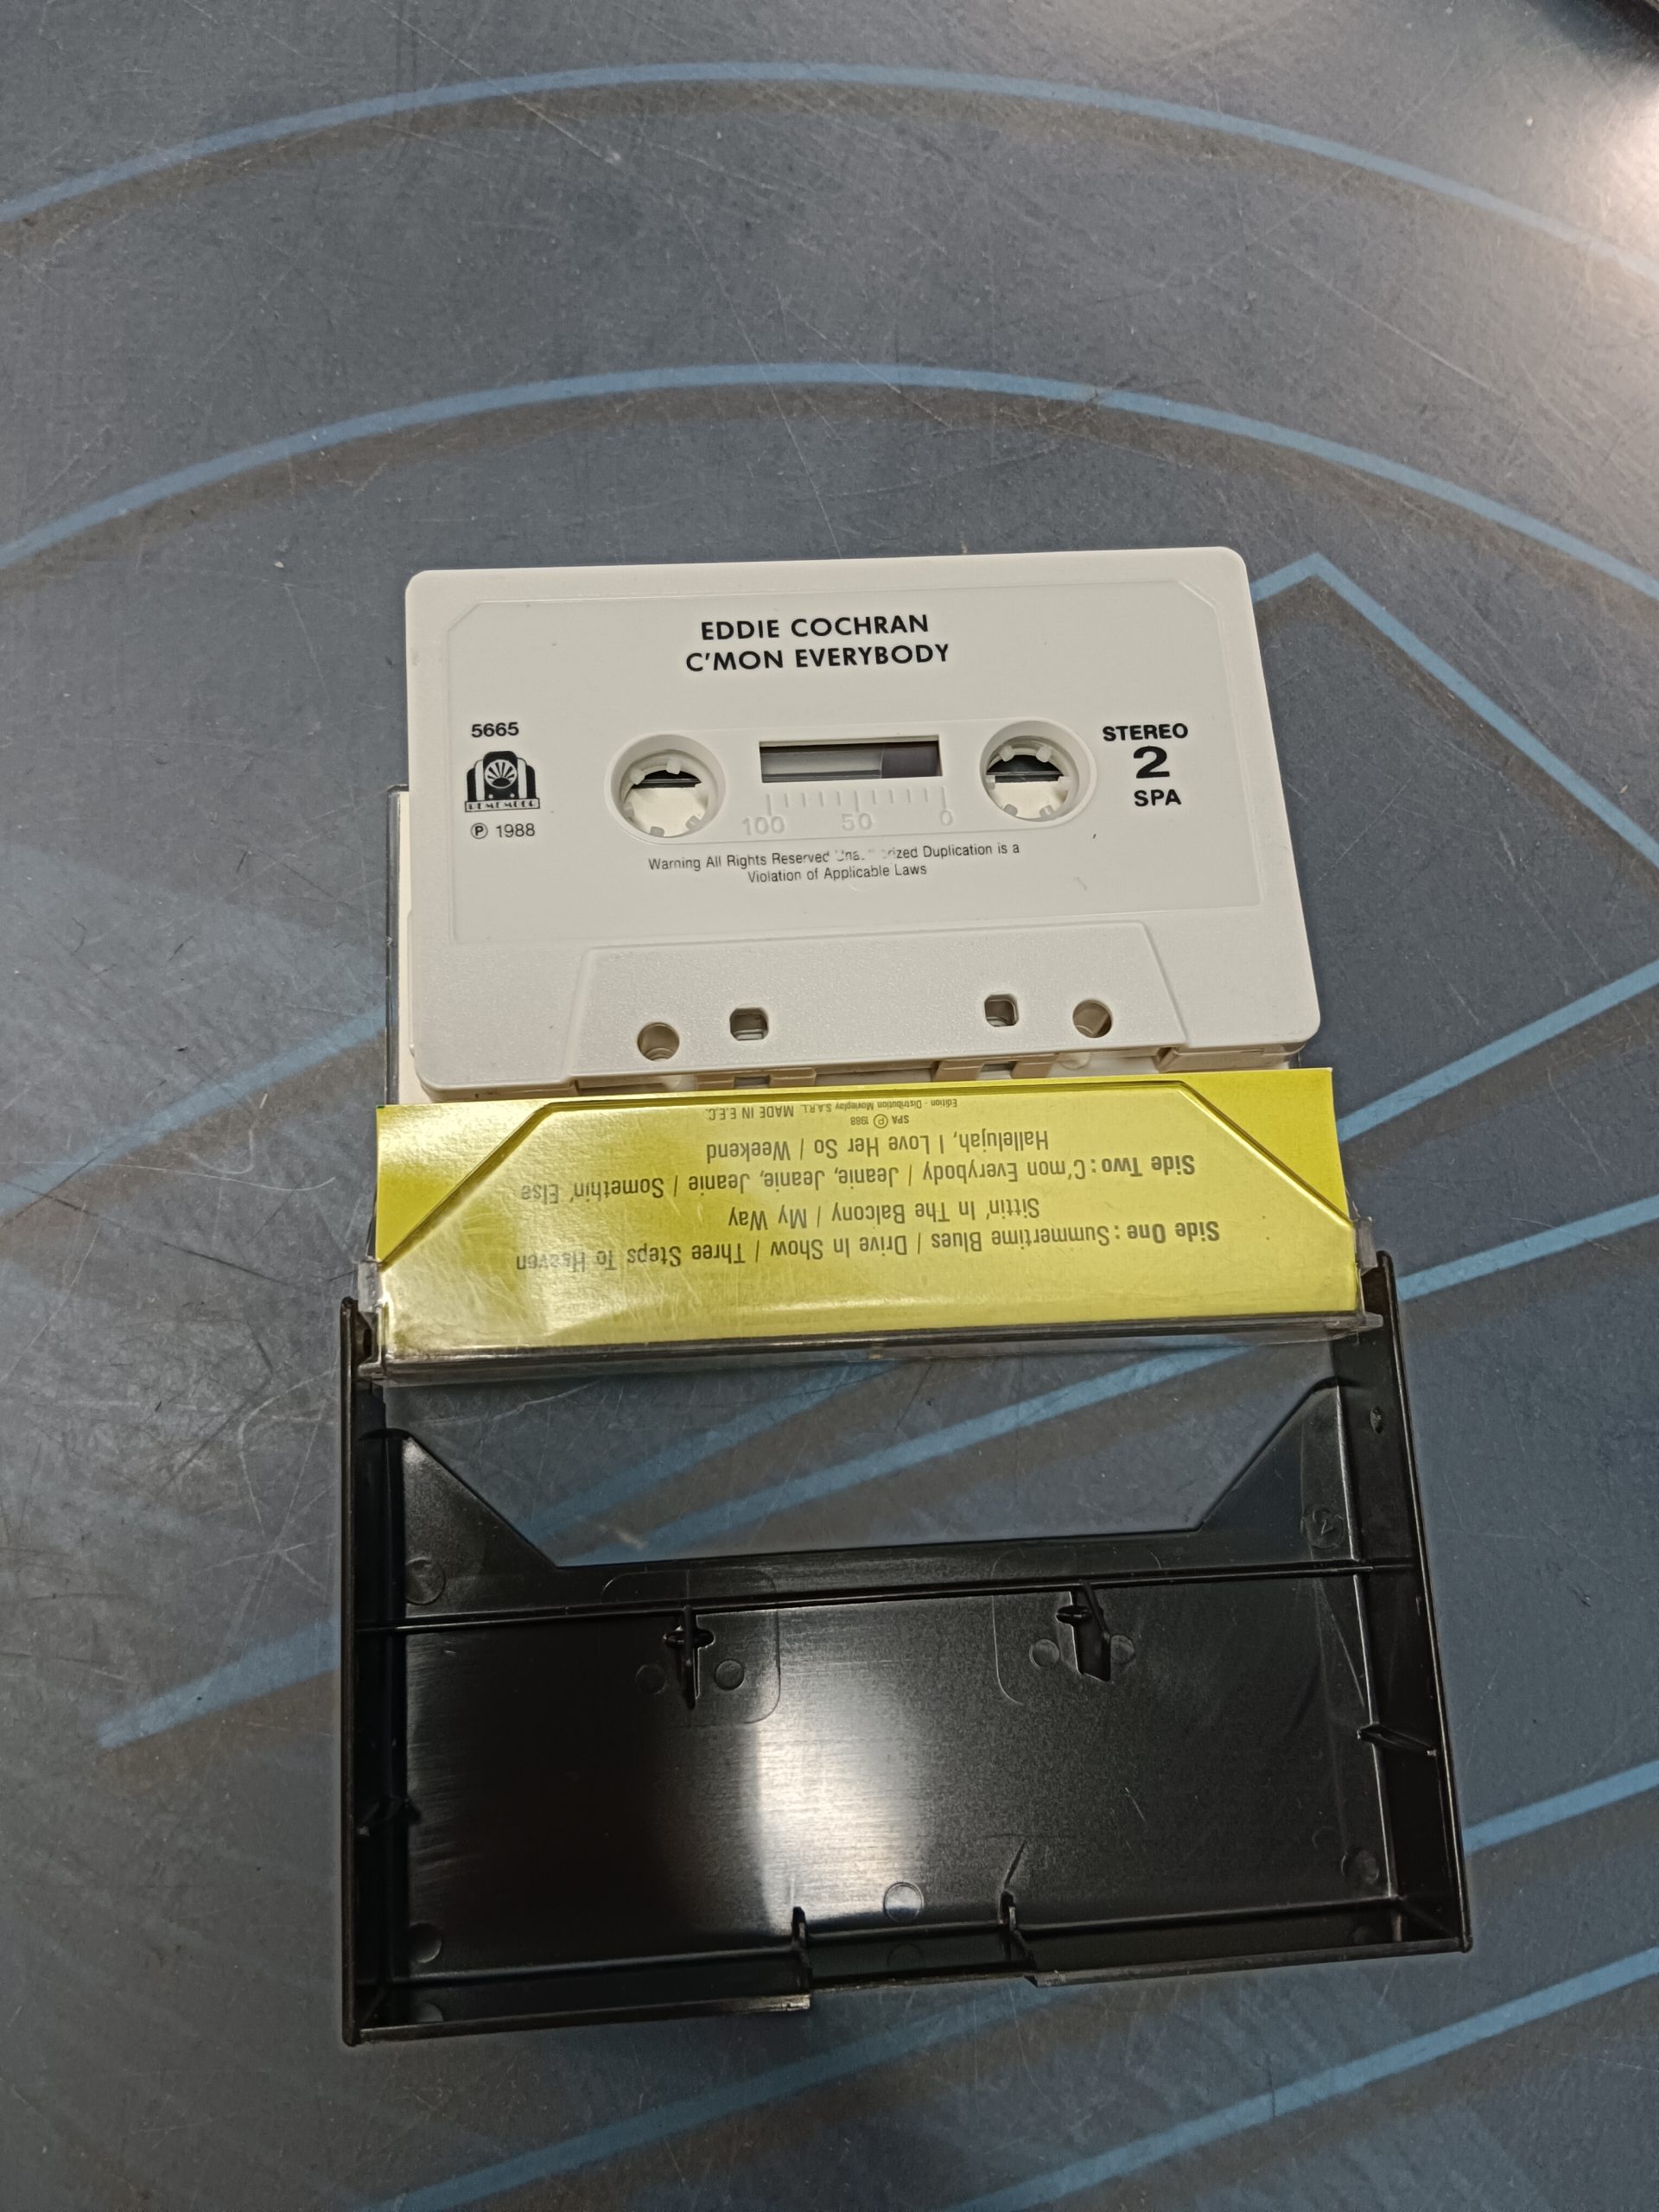 EDDIE COCHRAN
C'MON EVERYBODY
5665
℗ 1988
STEREO
2
SPA
100 50 0
Warning All Rights Reserved Duplication is a
Violation of Applicable Laws
Side One : Summertime Blues / Drive In Show / Three Steps To Heaven
Sittin' In The Balcony / My Way
Side Two : C'mon Everybody / Jeanie, Jeanie, Jeanie / Somethin' Else
Hallelujah, I Love Her So / Weekend
SPA ℗ 1988
Edition - Distribution Movieplay S.A.R.L. MADE IN E.E.C.